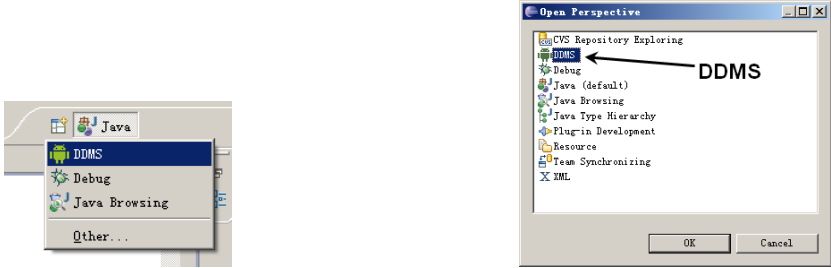 Java
DDMS
Debug
Java Browsing
Other...
Open Perspective
CVS Repository Exploring
DDMS
Debug
Java (default)
Java Browsing
Java Type Hierarchy
Plug-in Development
Resource
Team Synchronizing
XML
DDMS
OK
Cancel